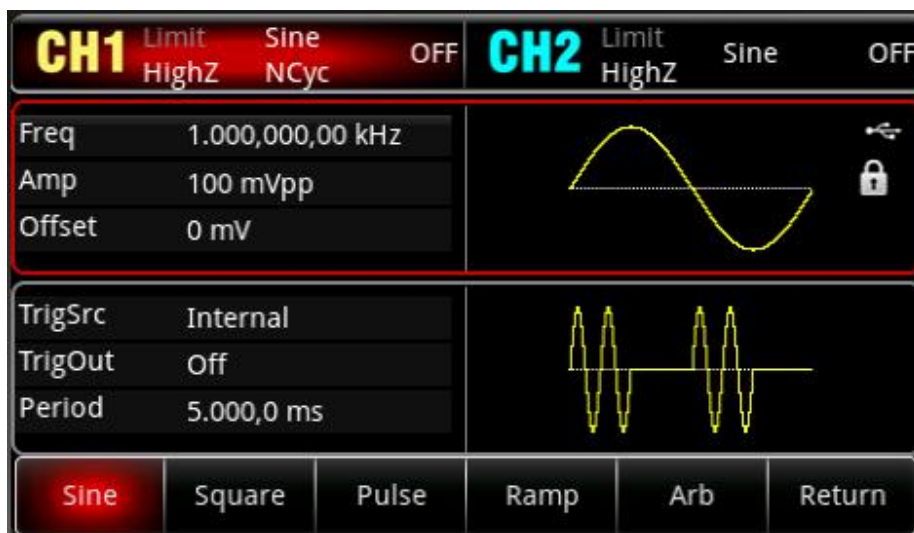 CH1 Limit Sine OFF CH2 Limit Sine OFF
HighZ NCyc HighZ
Freq 1.000,000,00 kHz
Amp 100 mVpp
Offset 0 mV
TrigSrc Internal
TrigOut Off
Period 5.000,0 ms
Sine Square Pulse Ramp Arb Return